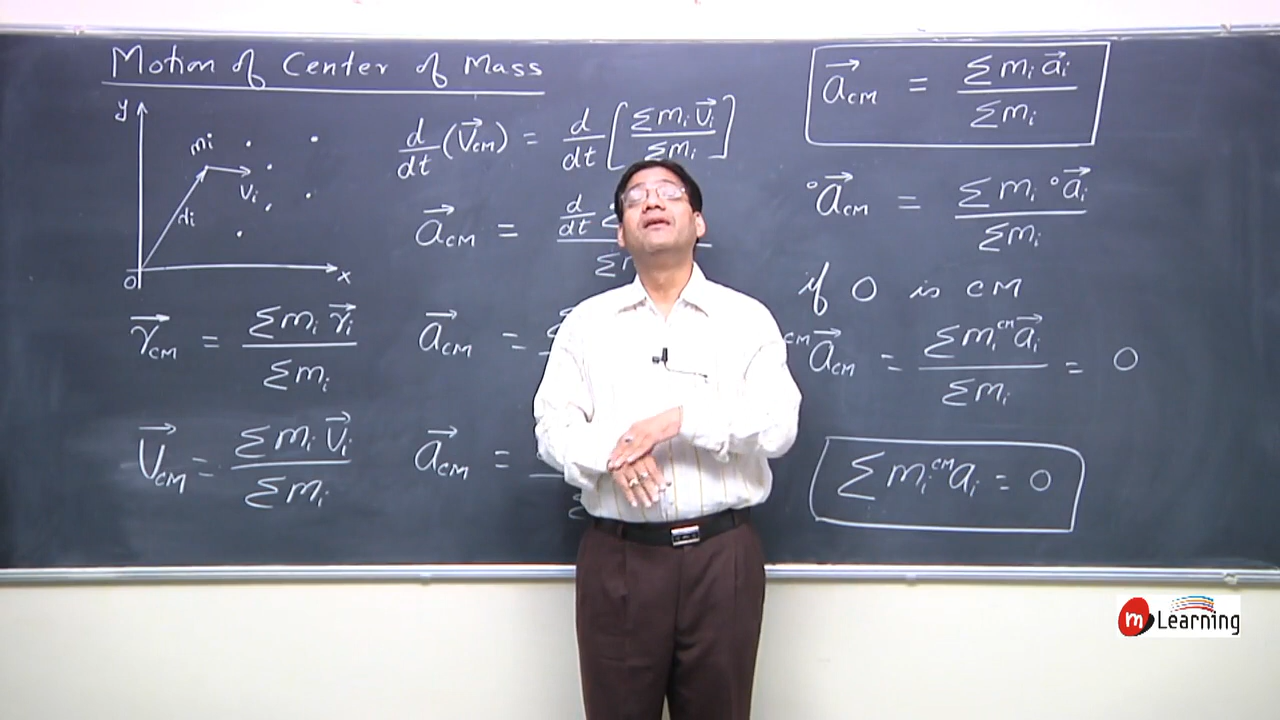 Motion of Center of Mass
y
mi
vi
di
O
x
r⃗CM = Σmi r⃗i / Σmi
V⃗CM = Σmi V⃗i / Σmi
d/dt (V⃗CM) = d/dt [Σmi V⃗i / Σmi]
a⃗CM = d/dt Σ
a⃗CM =
a⃗CM =
a⃗CM = Σmi a⃗i / Σmi
°a⃗CM = Σmi °a⃗i / Σmi
if O is CM
CMa⃗CM = Σmi CMa⃗i / Σmi = 0
Σmi CMai = 0
m Learning